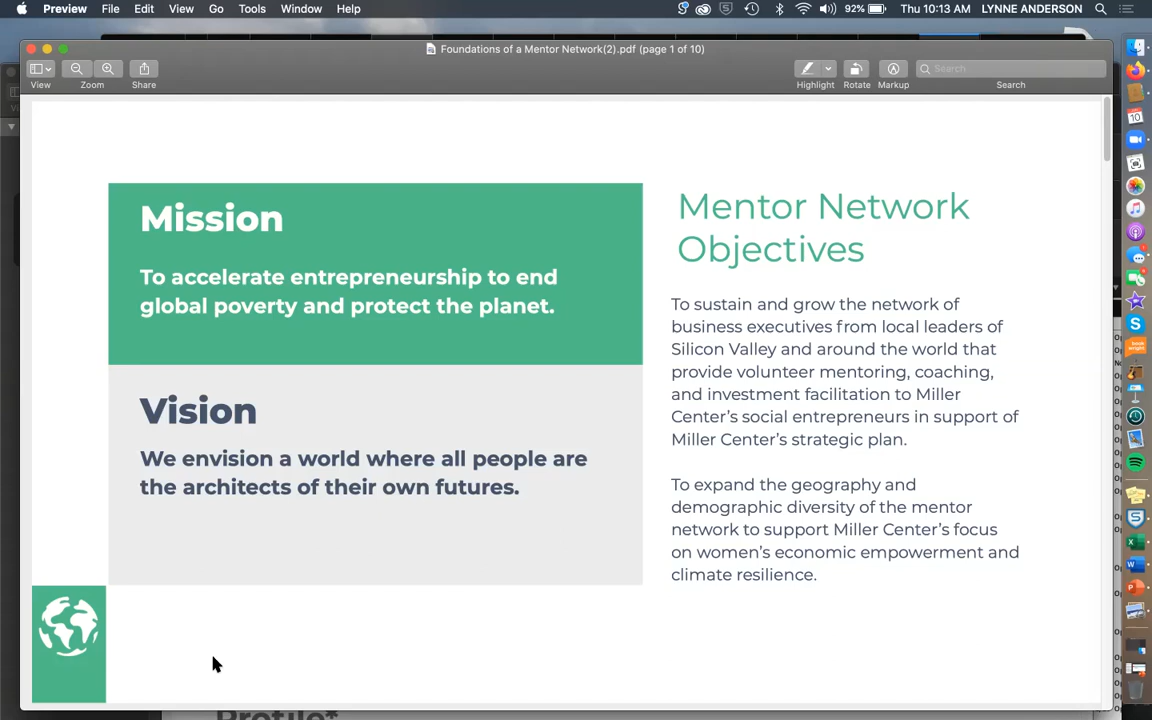 Preview File Edit View Go Tools Window Help 92% Thu 10:13 AM LYNNE ANDERSON
Foundations of a Mentor Network(2).pdf (page 1 of 10)
Search
View Zoom Share Highlight Rotate Markup Search
Mission
To accelerate entrepreneurship to end
global poverty and protect the planet.
Vision
We envision a world where all people are
the architects of their own futures.
Mentor Network
Objectives
To sustain and grow the network of
business executives from local leaders of
Silicon Valley and around the world that
provide volunteer mentoring, coaching,
and investment facilitation to Miller
Center's social entrepreneurs in support of
Miller Center's strategic plan.
To expand the geography and
demographic diversity of the mentor
network to support Miller Center's focus
on women's economic empowerment and
climate resilience.
Profile*